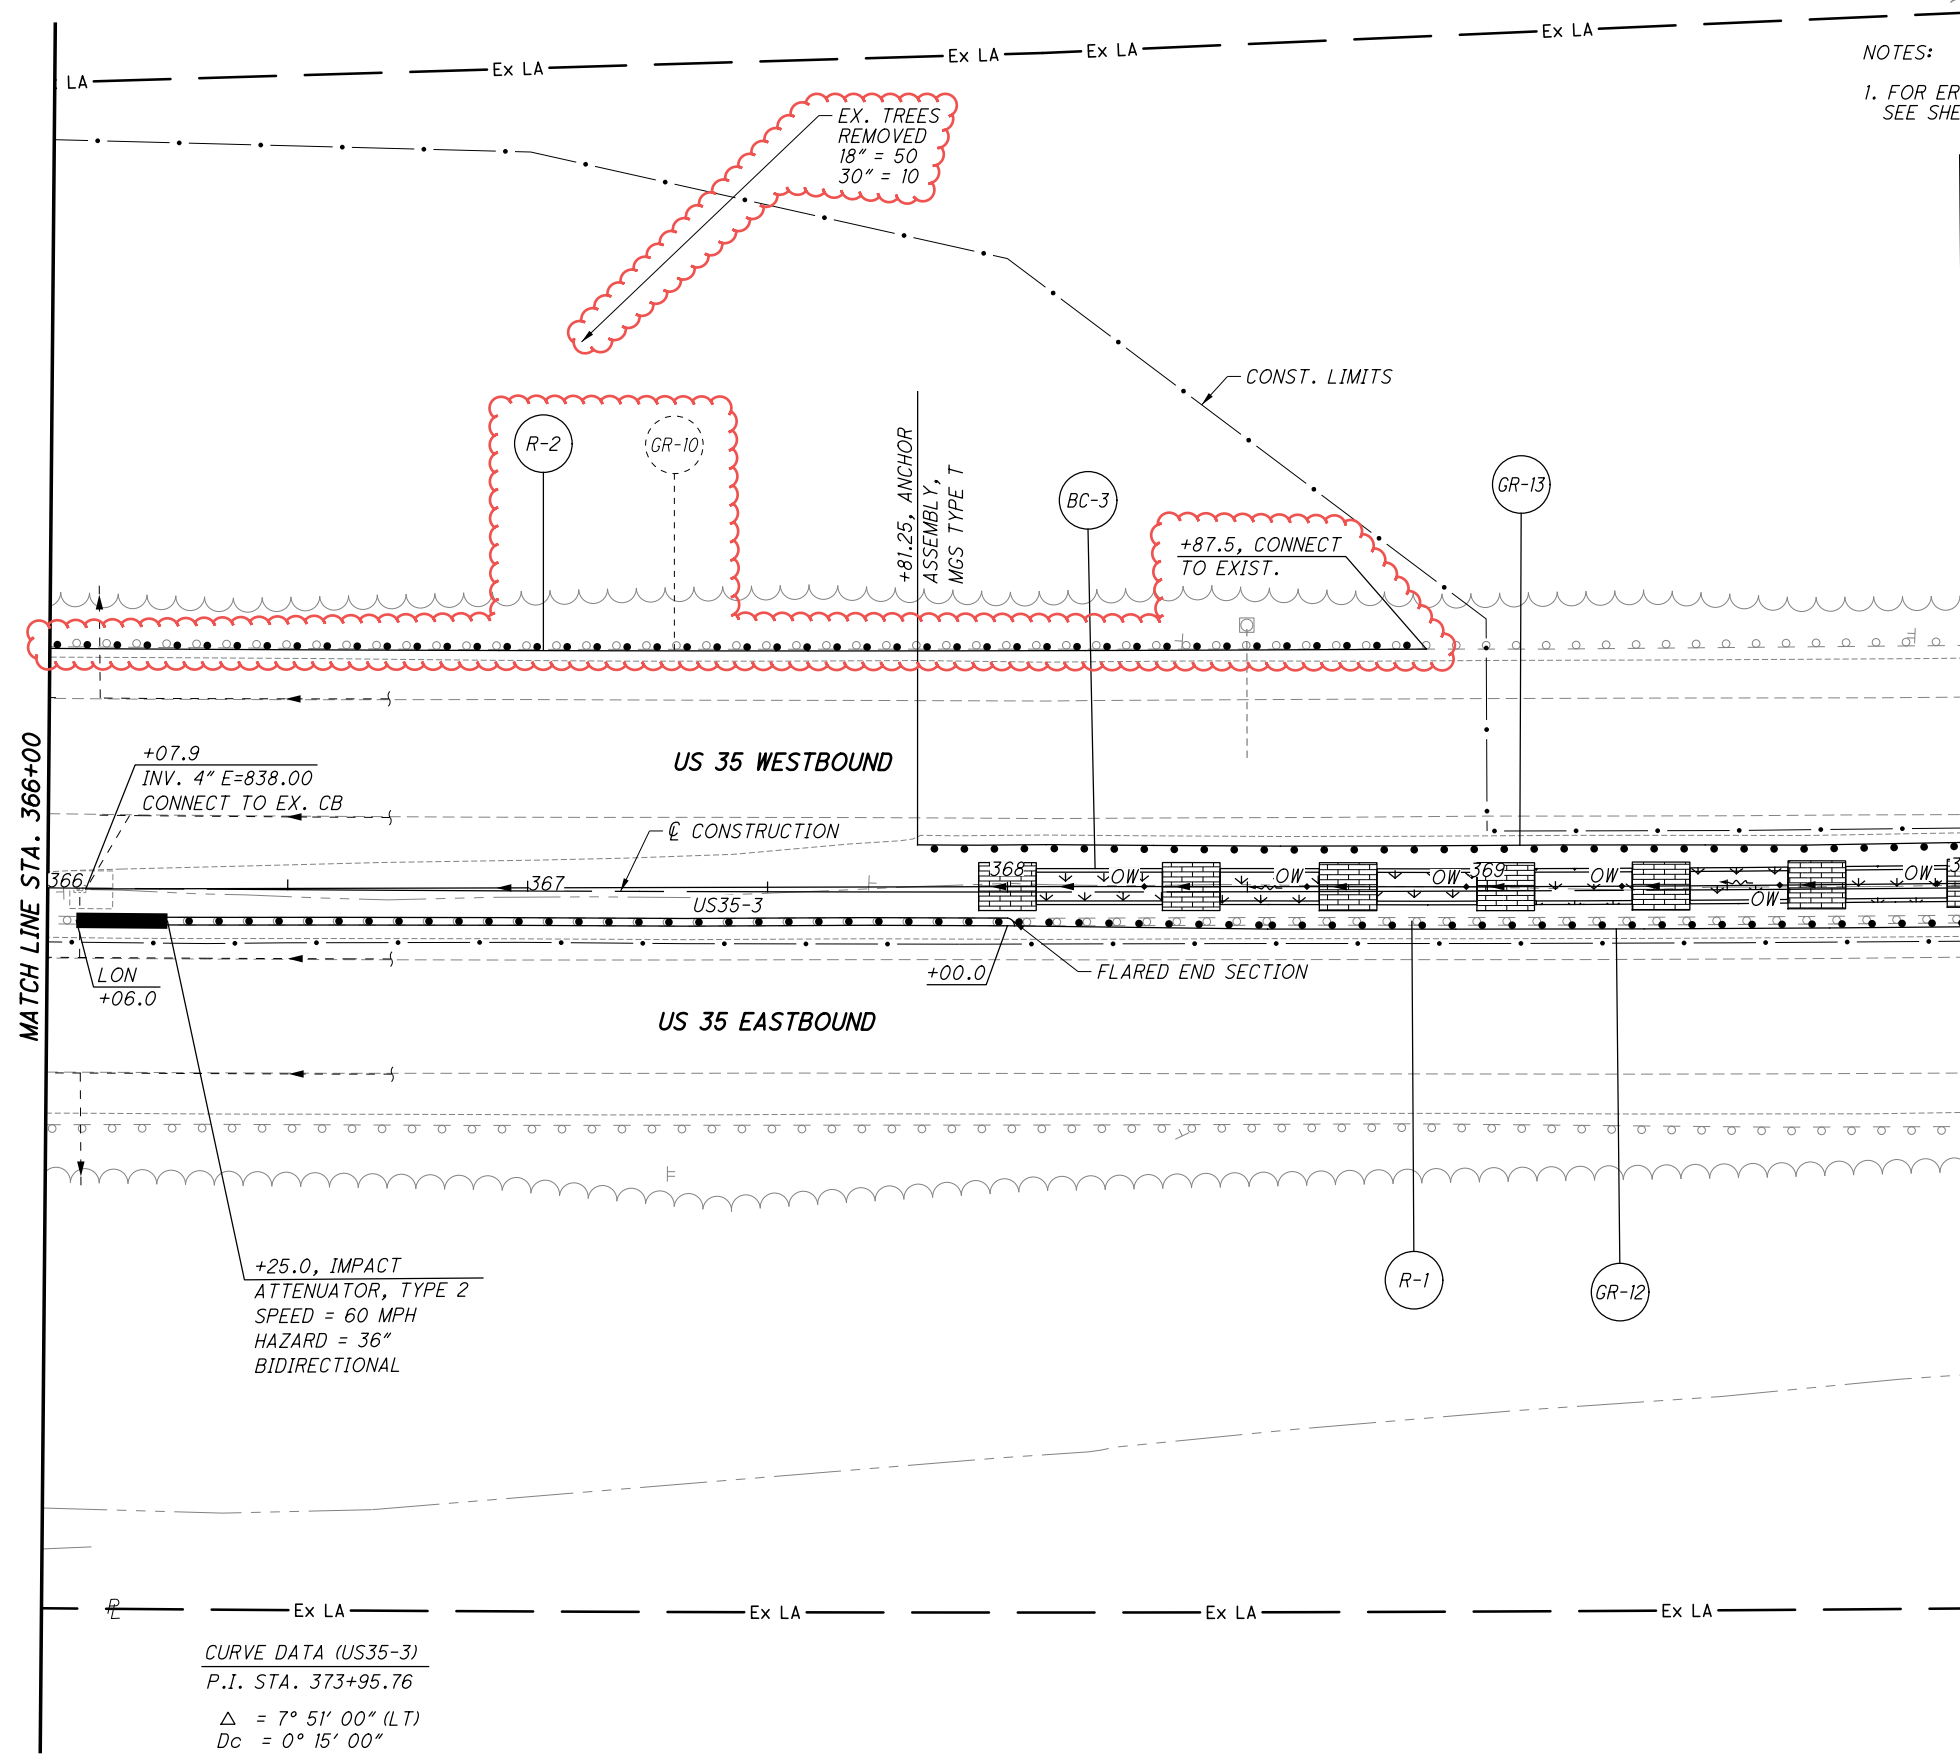 LA
Ex LA
Ex LA
Ex LA
Ex LA
NOTES:
1. FOR ER
SEE SHE
EX. TREES
REMOVED
18" = 50
30" = 10
CONST. LIMITS
R-2
GR-10
+81.25, ANCHOR
ASSEMBLY,
MGS TYPE T
BC-3
GR-13
+87.5, CONNECT
TO EXIST.
MATCH LINE STA. 366+00
+07.9
INV. 4" E=838.00
CONNECT TO EX. CB
US 35 WESTBOUND
℄ CONSTRUCTION
366
367
368
369
3
OW
OW
OW
OW
OW
OW
US35-3
LON
+06.0
+00.0
FLARED END SECTION
US 35 EASTBOUND
+25.0, IMPACT
ATTENUATOR, TYPE 2
SPEED = 60 MPH
HAZARD = 36"
BIDIRECTIONAL
R-1
GR-12
PL
Ex LA
Ex LA
Ex LA
Ex LA
CURVE DATA (US35-3)
P.I. STA. 373+95.76
Δ = 7° 51' 00" (LT)
Dc = 0° 15' 00"